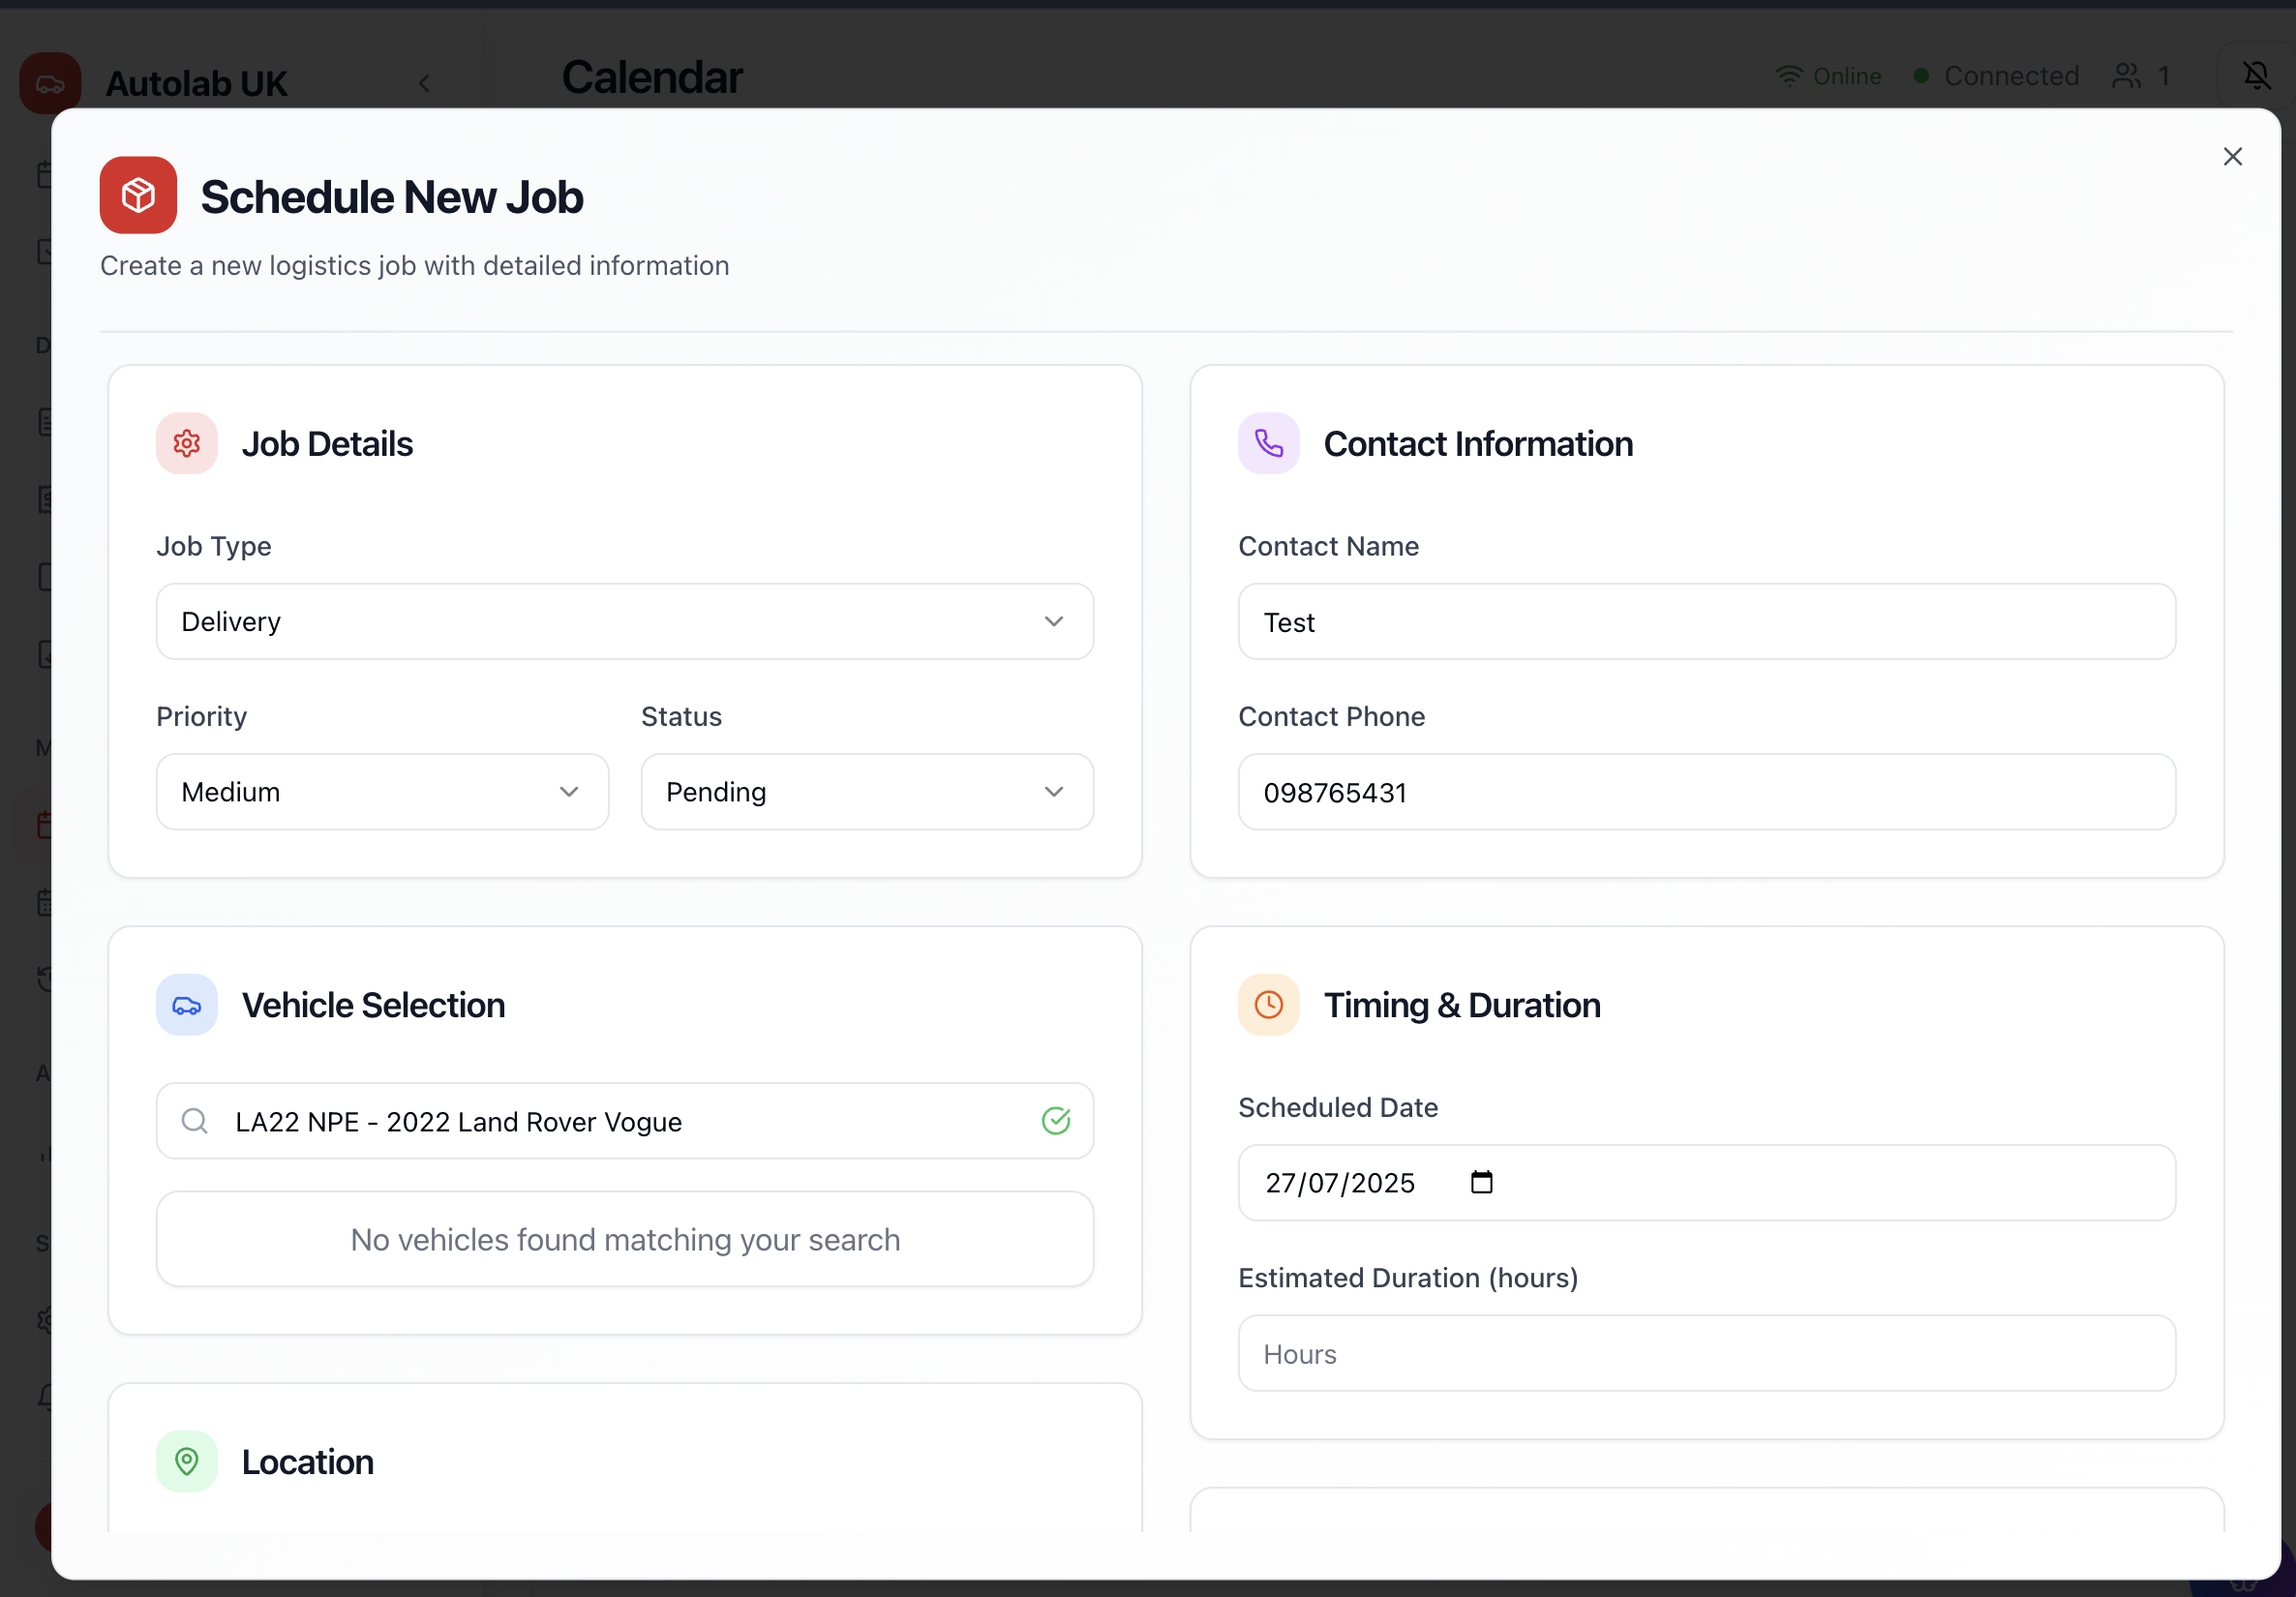 Autolab UK
Calendar
Online
Connected
1
Schedule New Job
Create a new logistics job with detailed information
Job Details
Job Type
Delivery
Priority
Status
Medium
Pending
Contact Information
Contact Name
Test
Contact Phone
098765431
Vehicle Selection
LA22 NPE - 2022 Land Rover Vogue
No vehicles found matching your search
Timing & Duration
Scheduled Date
27/07/2025
Estimated Duration (hours)
Hours
Location